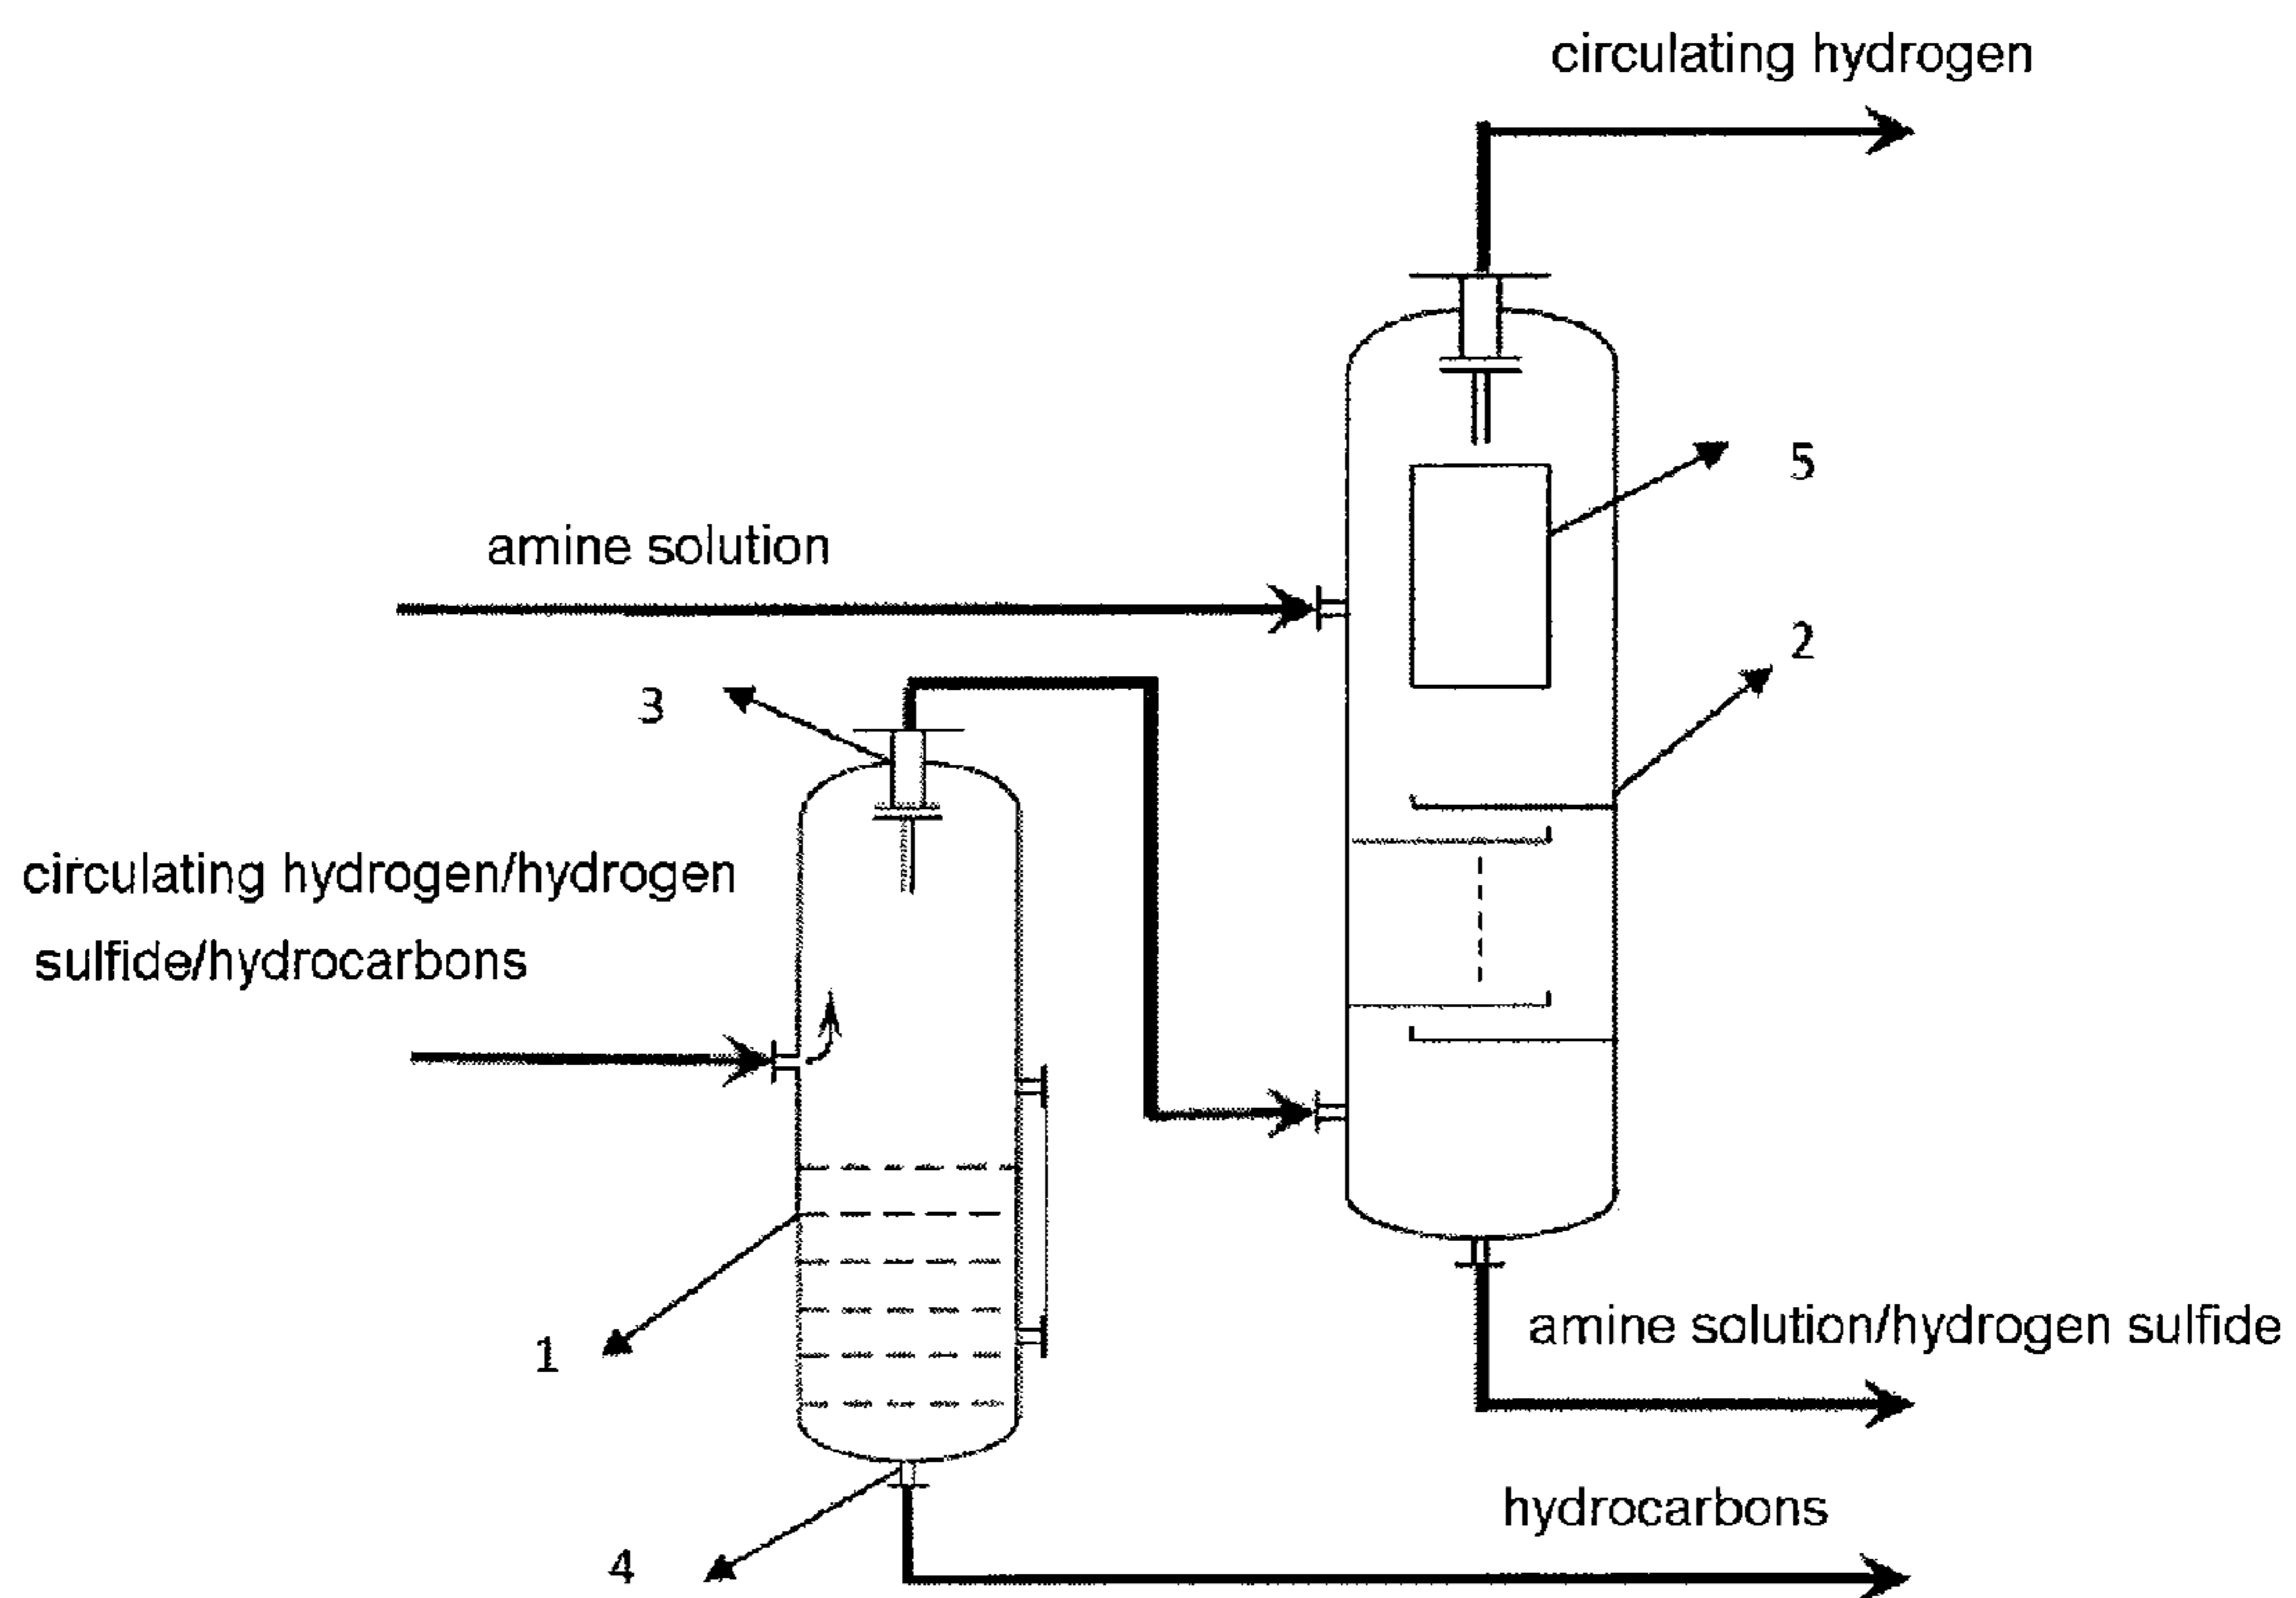 circulating hydrogen
5
amine solution
2
3
circulating hydrogen/hydrogen
sulfide/hydrocarbons
1
amine solution/hydrogen sulfide
hydrocarbons
4